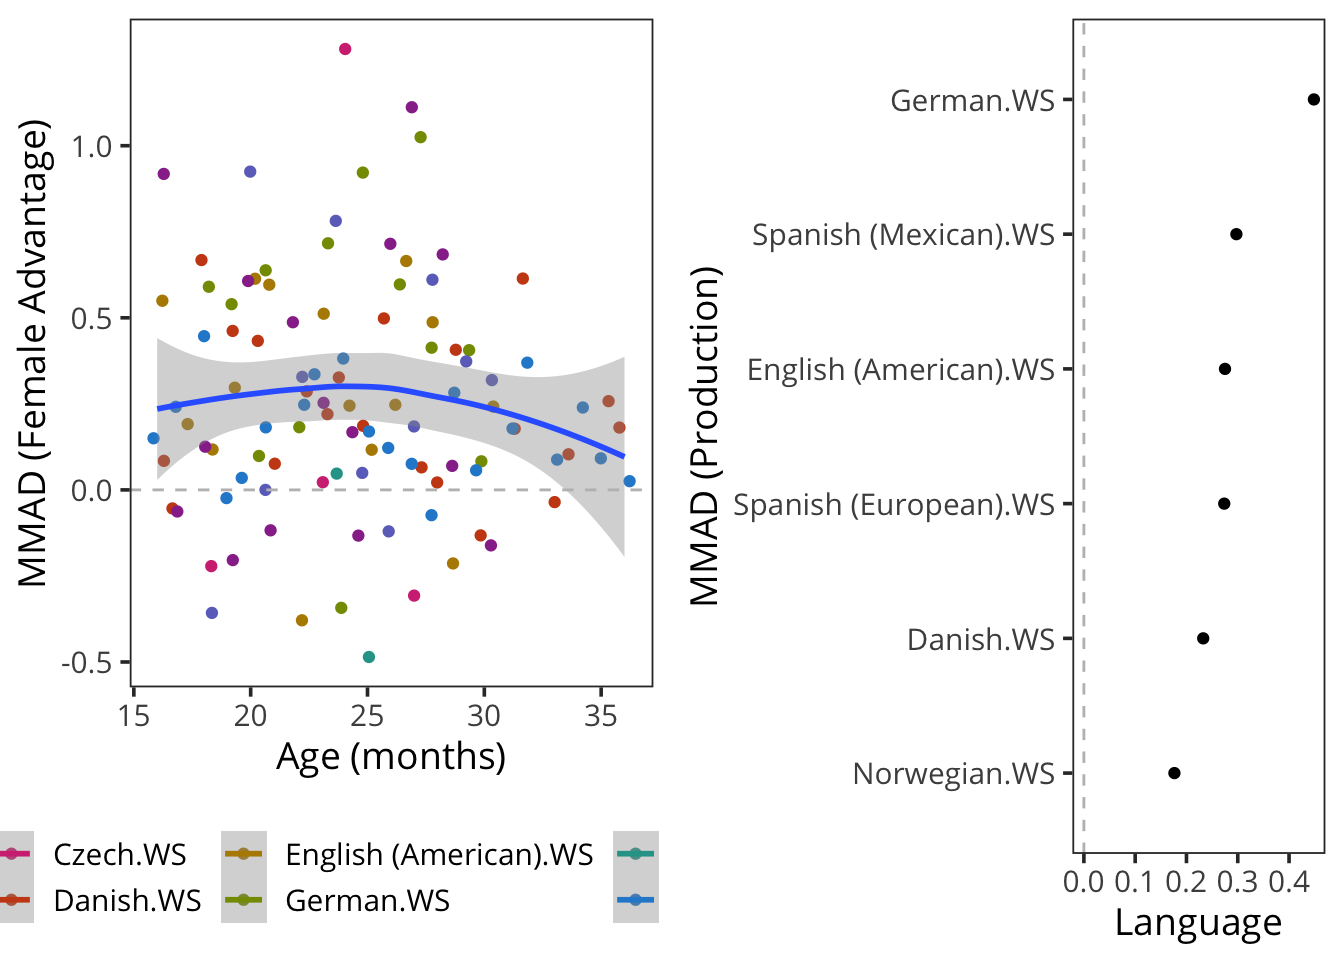 MMAD (Female Advantage)
1.0
0.5
0.0
-0.5
15 20 25 30 35
Age (months)
Czech.WS
English (American).WS
Danish.WS
German.WS
MMAD (Production)
German.WS
Spanish (Mexican).WS
English (American).WS
Spanish (European).WS
Danish.WS
Norwegian.WS
0.0 0.1 0.2 0.3 0.4
Language